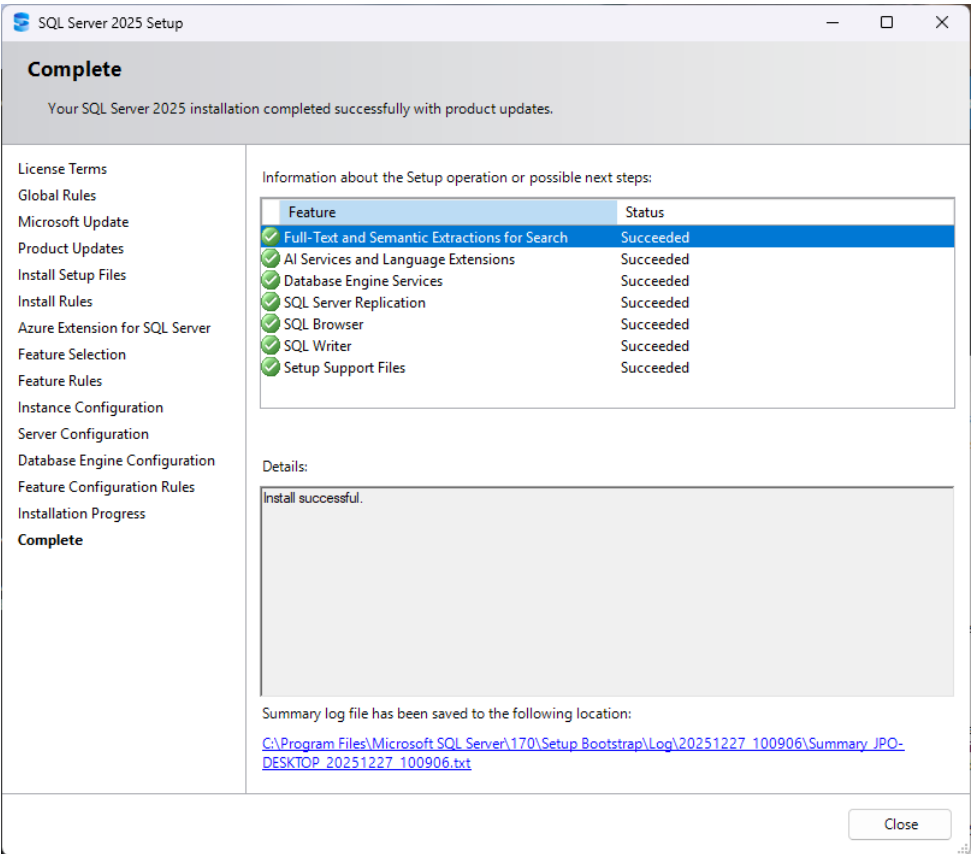 SQL Server 2025 Setup
Complete
Your SQL Server 2025 installation completed successfully with product updates.
License Terms
Global Rules
Microsoft Update
Product Updates
Install Setup Files
Install Rules
Azure Extension for SQL Server
Feature Selection
Feature Rules
Instance Configuration
Server Configuration
Database Engine Configuration
Feature Configuration Rules
Installation Progress
Complete
Information about the Setup operation or possible next steps:
Feature Status
Full-Text and Semantic Extractions for Search Succeeded
AI Services and Language Extensions Succeeded
Database Engine Services Succeeded
SQL Server Replication Succeeded
SQL Browser Succeeded
SQL Writer Succeeded
Setup Support Files Succeeded
Details:
Install successful.
Summary log file has been saved to the following location:
C:\Program Files\Microsoft SQL Server\170\Setup Bootstrap\Log\20251227_100906\Summary_JPO-
DESKTOP_20251227_100906.txt
Close